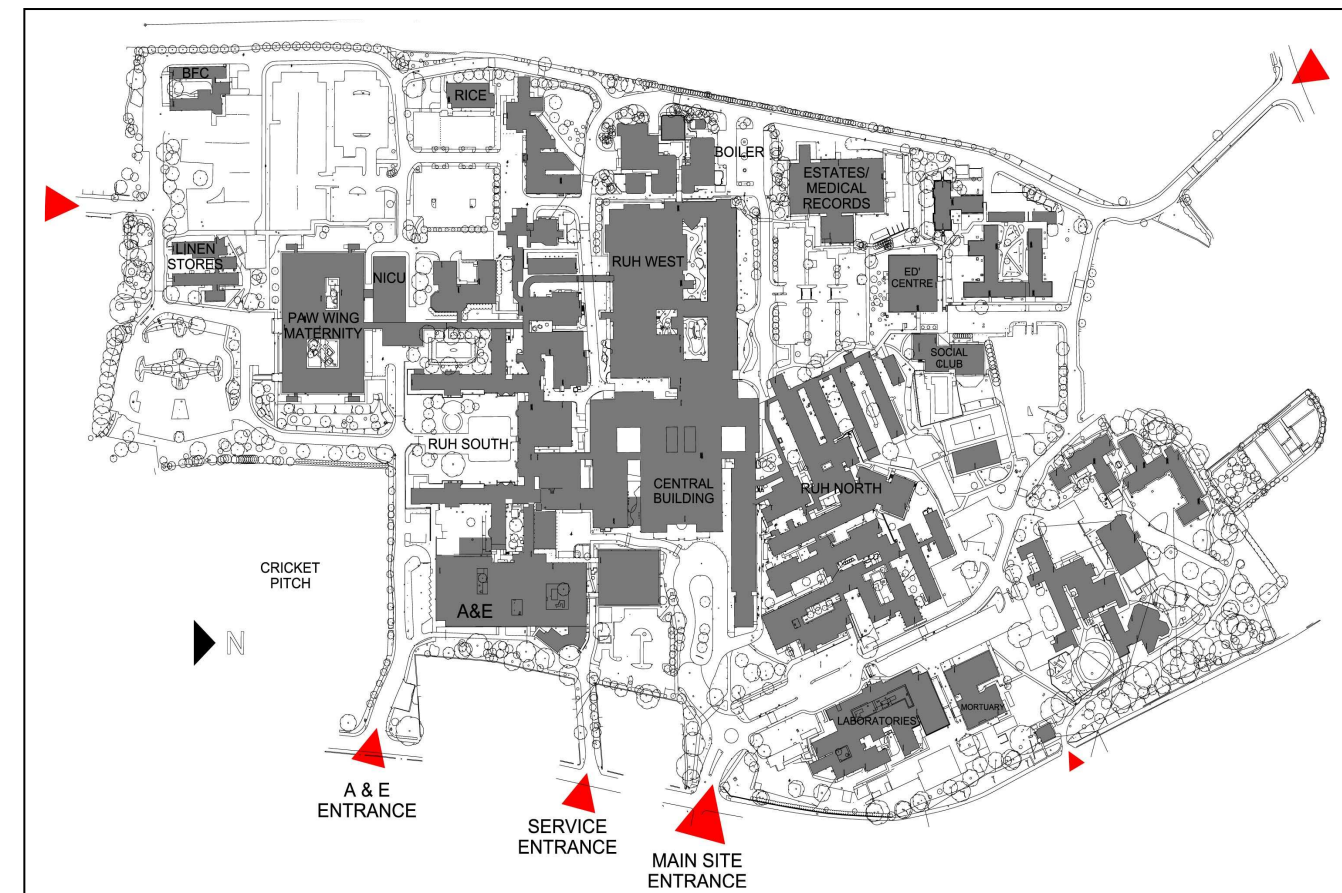 BFC
RICE
BOILER
ESTATES/
MEDICAL
RECORDS
LINEN
STORES
NICU
RUH WEST
ED'
CENTRE
PAW WING
MATERNITY
SOCIAL
CLUB
RUH SOUTH
CENTRAL
BUILDING
RUH NORTH
CRICKET
PITCH
A&E
N
LABORATORIES
MORTUARY
A & E
ENTRANCE
SERVICE
ENTRANCE
MAIN SITE
ENTRANCE